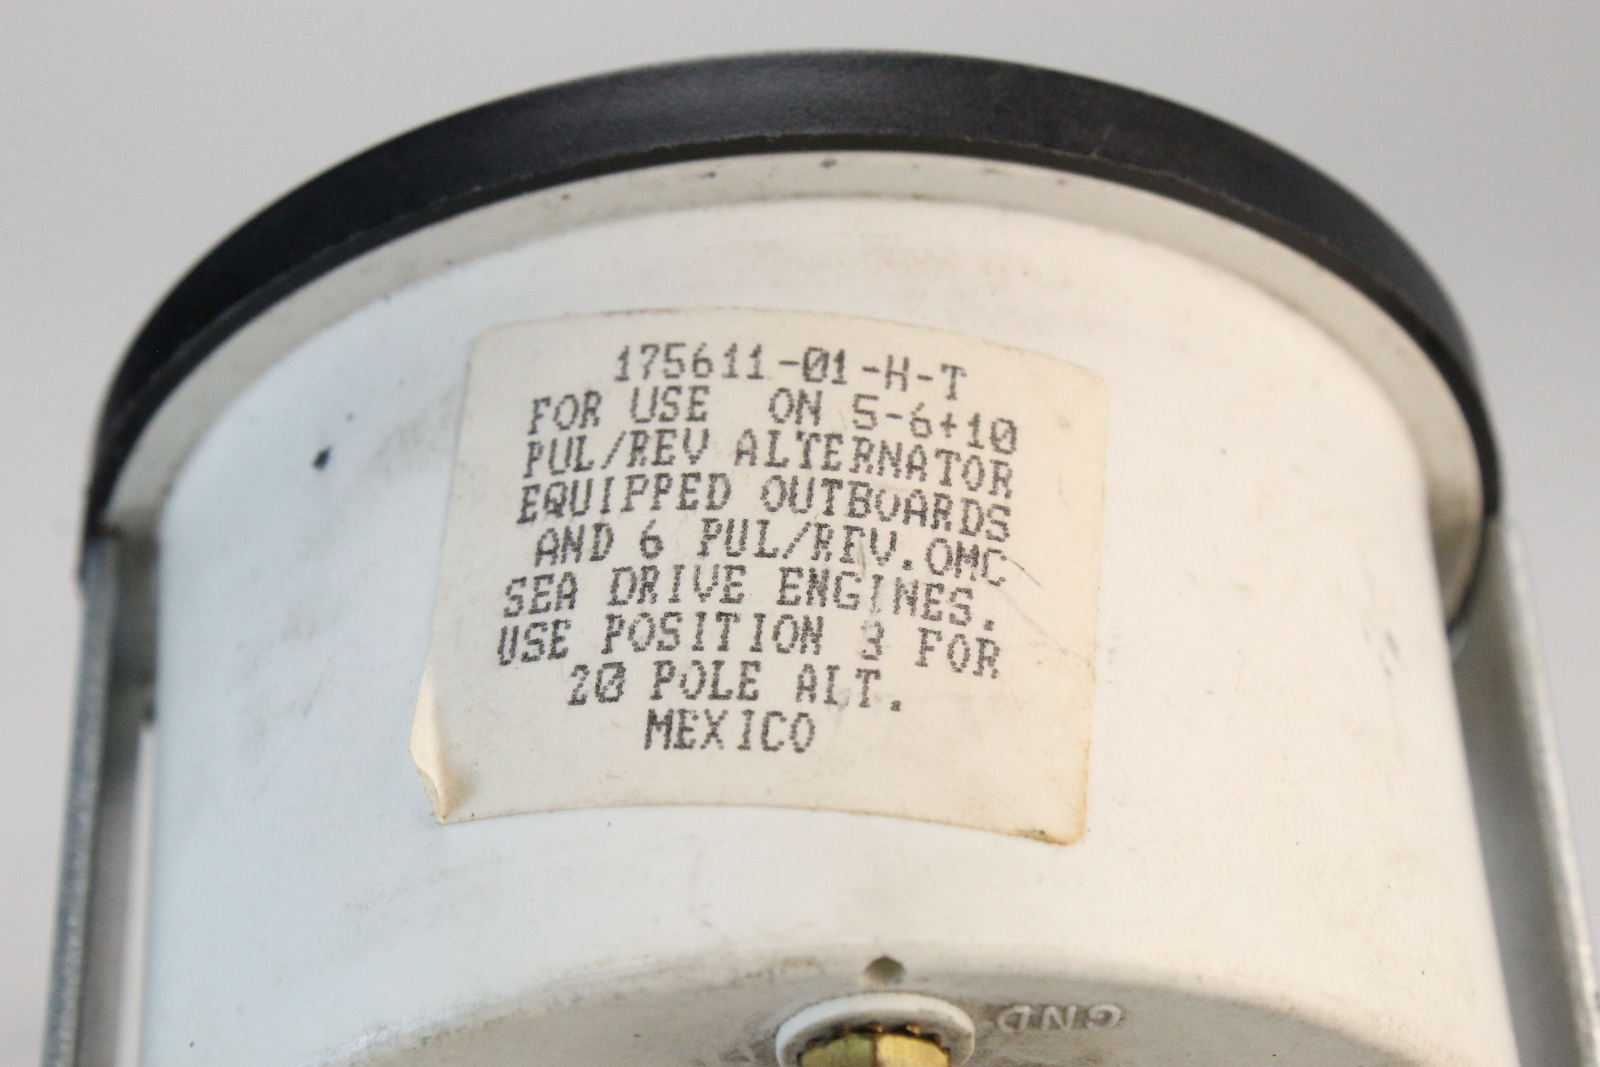 175611-01-H-T
FOR USE ON 5-6+10
PUL/REV ALTERNATOR
EQUIPPED OUTBOARDS
AND 6 PUL/REV.OMC
SEA DRIVE ENGINES.
USE POSITION 3 FOR
20 POLE ALT.
MEXICO
GND